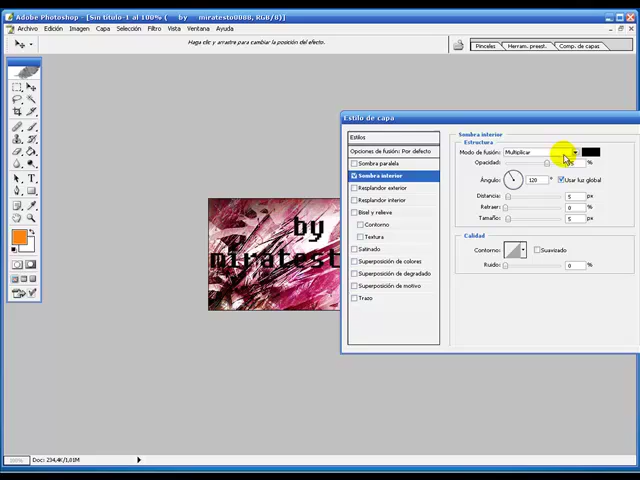 Adobe Photoshop - [Sin título-1 al 100% ( by miratesto0088, RGB/8)]
Archivo Edición Imagen Capa Selección Filtro Vista Ventana Ayuda
Haga clic y arrastre para cambiar la posición del efecto.
Pinceles Herram. preest. Comp. de capas
Estilo de capa
Estilos
Opciones de fusión: Por defecto
Sombra paralela
Sombra interior
Resplandor exterior
Resplandor interior
Bisel y relieve
Contorno
Textura
Satinado
Superposición de colores
Superposición de degradado
Superposición de motivo
Trazo
Sombra interior
Estructura
Modo de fusión: Multiplicar
Opacidad: %
Ángulo: 120 ° Usar luz global
Distancia: 5 px
Retraer: 0 %
Tamaño: 5 px
Calidad
Contorno: Suavizado
Ruido: 0 %
by
miratest
100% Doc: 234,4K/1,01M